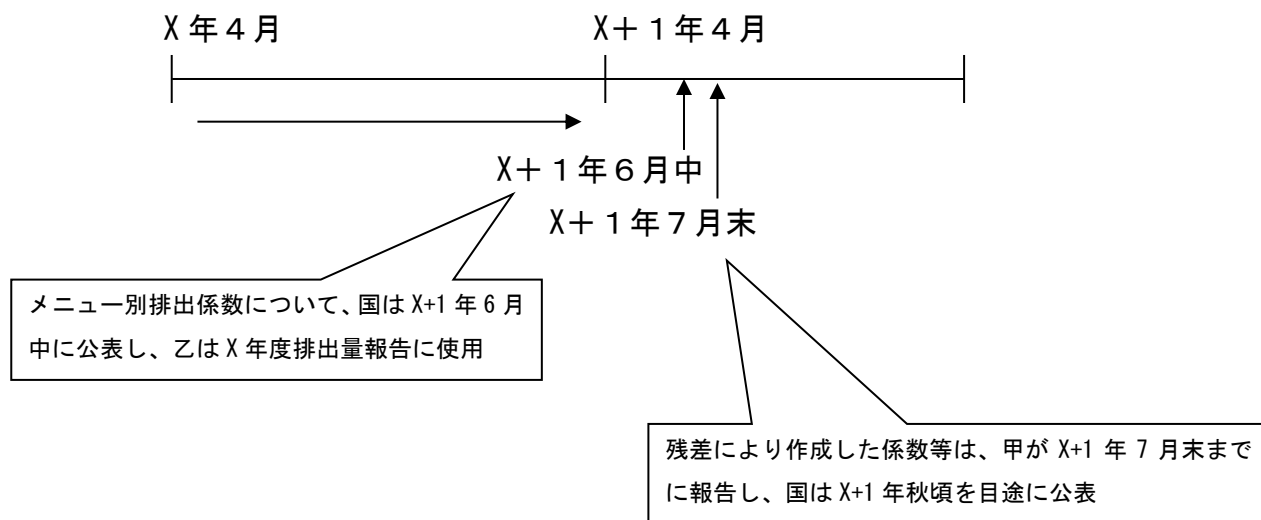 X年4月
X＋1年4月
X＋1年6月中
X＋1年7月末
メニュー別排出係数について、国はX+1年6月
中に公表し、乙はX年度排出量報告に使用
残差により作成した係数等は、甲がX+1年7月末まで
に報告し、国はX+1年秋頃を目途に公表